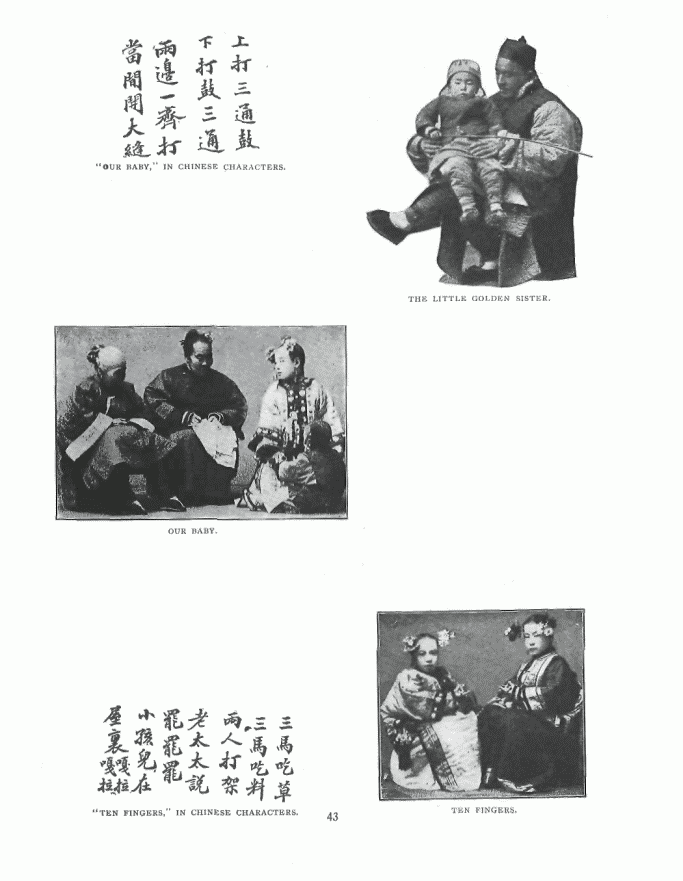 上打三通鼓
下打鼓三通
兩邊一齊打
當間開大縫
"OUR BABY," IN CHINESE CHARACTERS.
THE LITTLE GOLDEN SISTER.
OUR BABY.
三馬吃草
三馬吃料
兩人打架
老太太説
罷罷罷
小孩兒在
屋裏嘎拉嘎拉
"TEN FINGERS," IN CHINESE CHARACTERS.
TEN FINGERS.
43